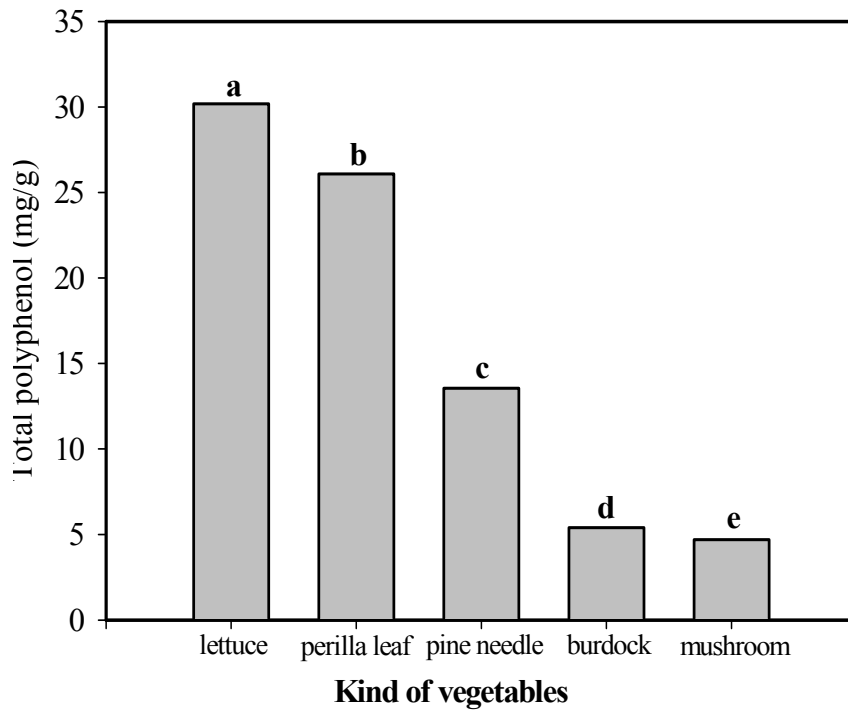 35
30
25
20
15
10
5
0
Total polyphenol (mg/g)
a
b
c
d
e
lettuce perilla leaf pine needle burdock mushroom
Kind of vegetables